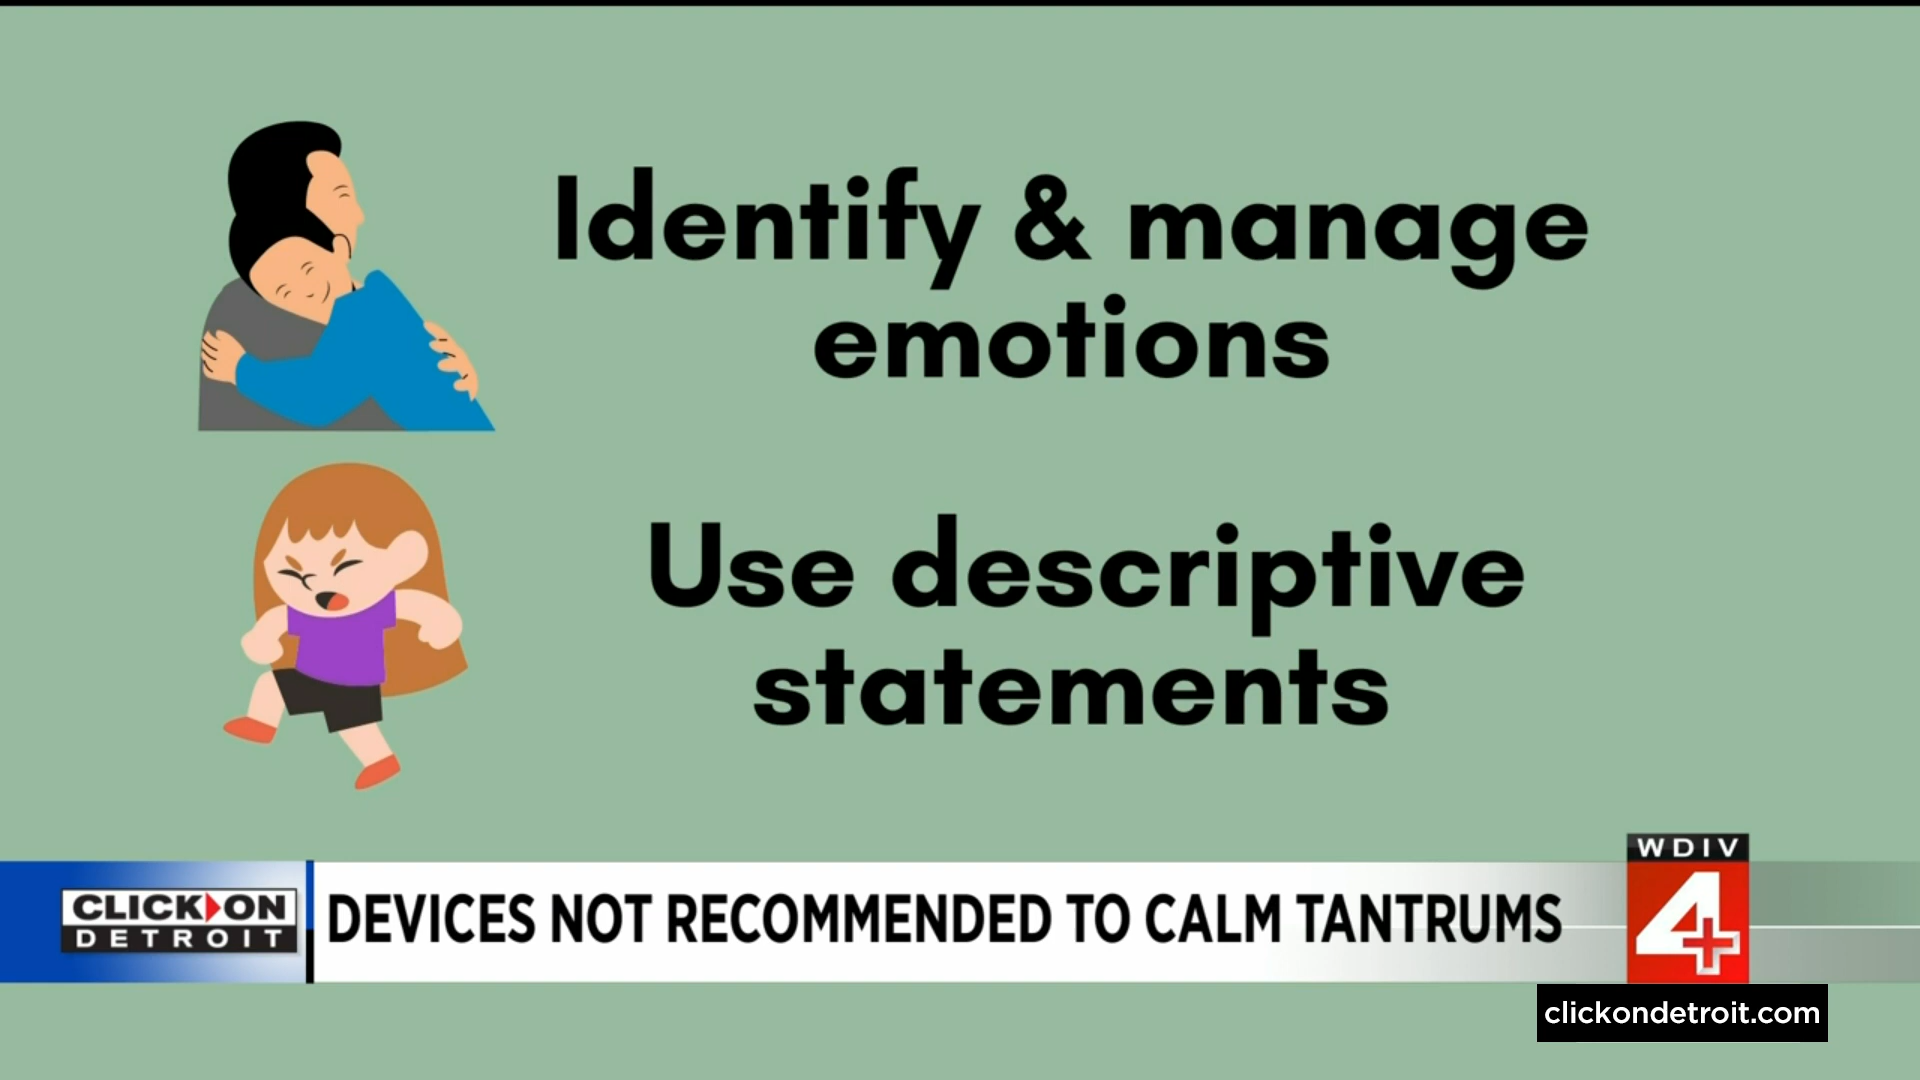 Identify & manage
emotions
Use descriptive
statements
WDIV
CLICK ON
DETROIT
DEVICES NOT RECOMMENDED TO CALM TANTRUMS
4+
clickondetroit.com